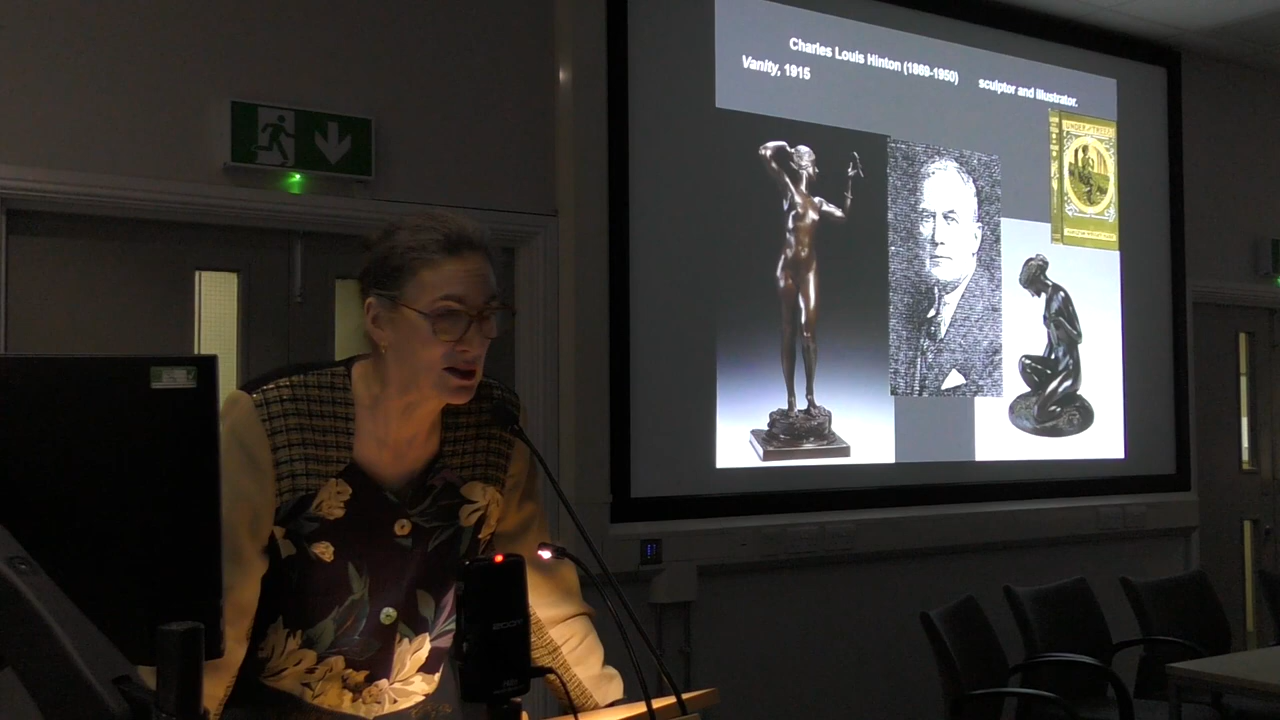 Charles Louis Hinton (1869-1950)
Vanity, 1915
sculptor and illustrator.
zoom